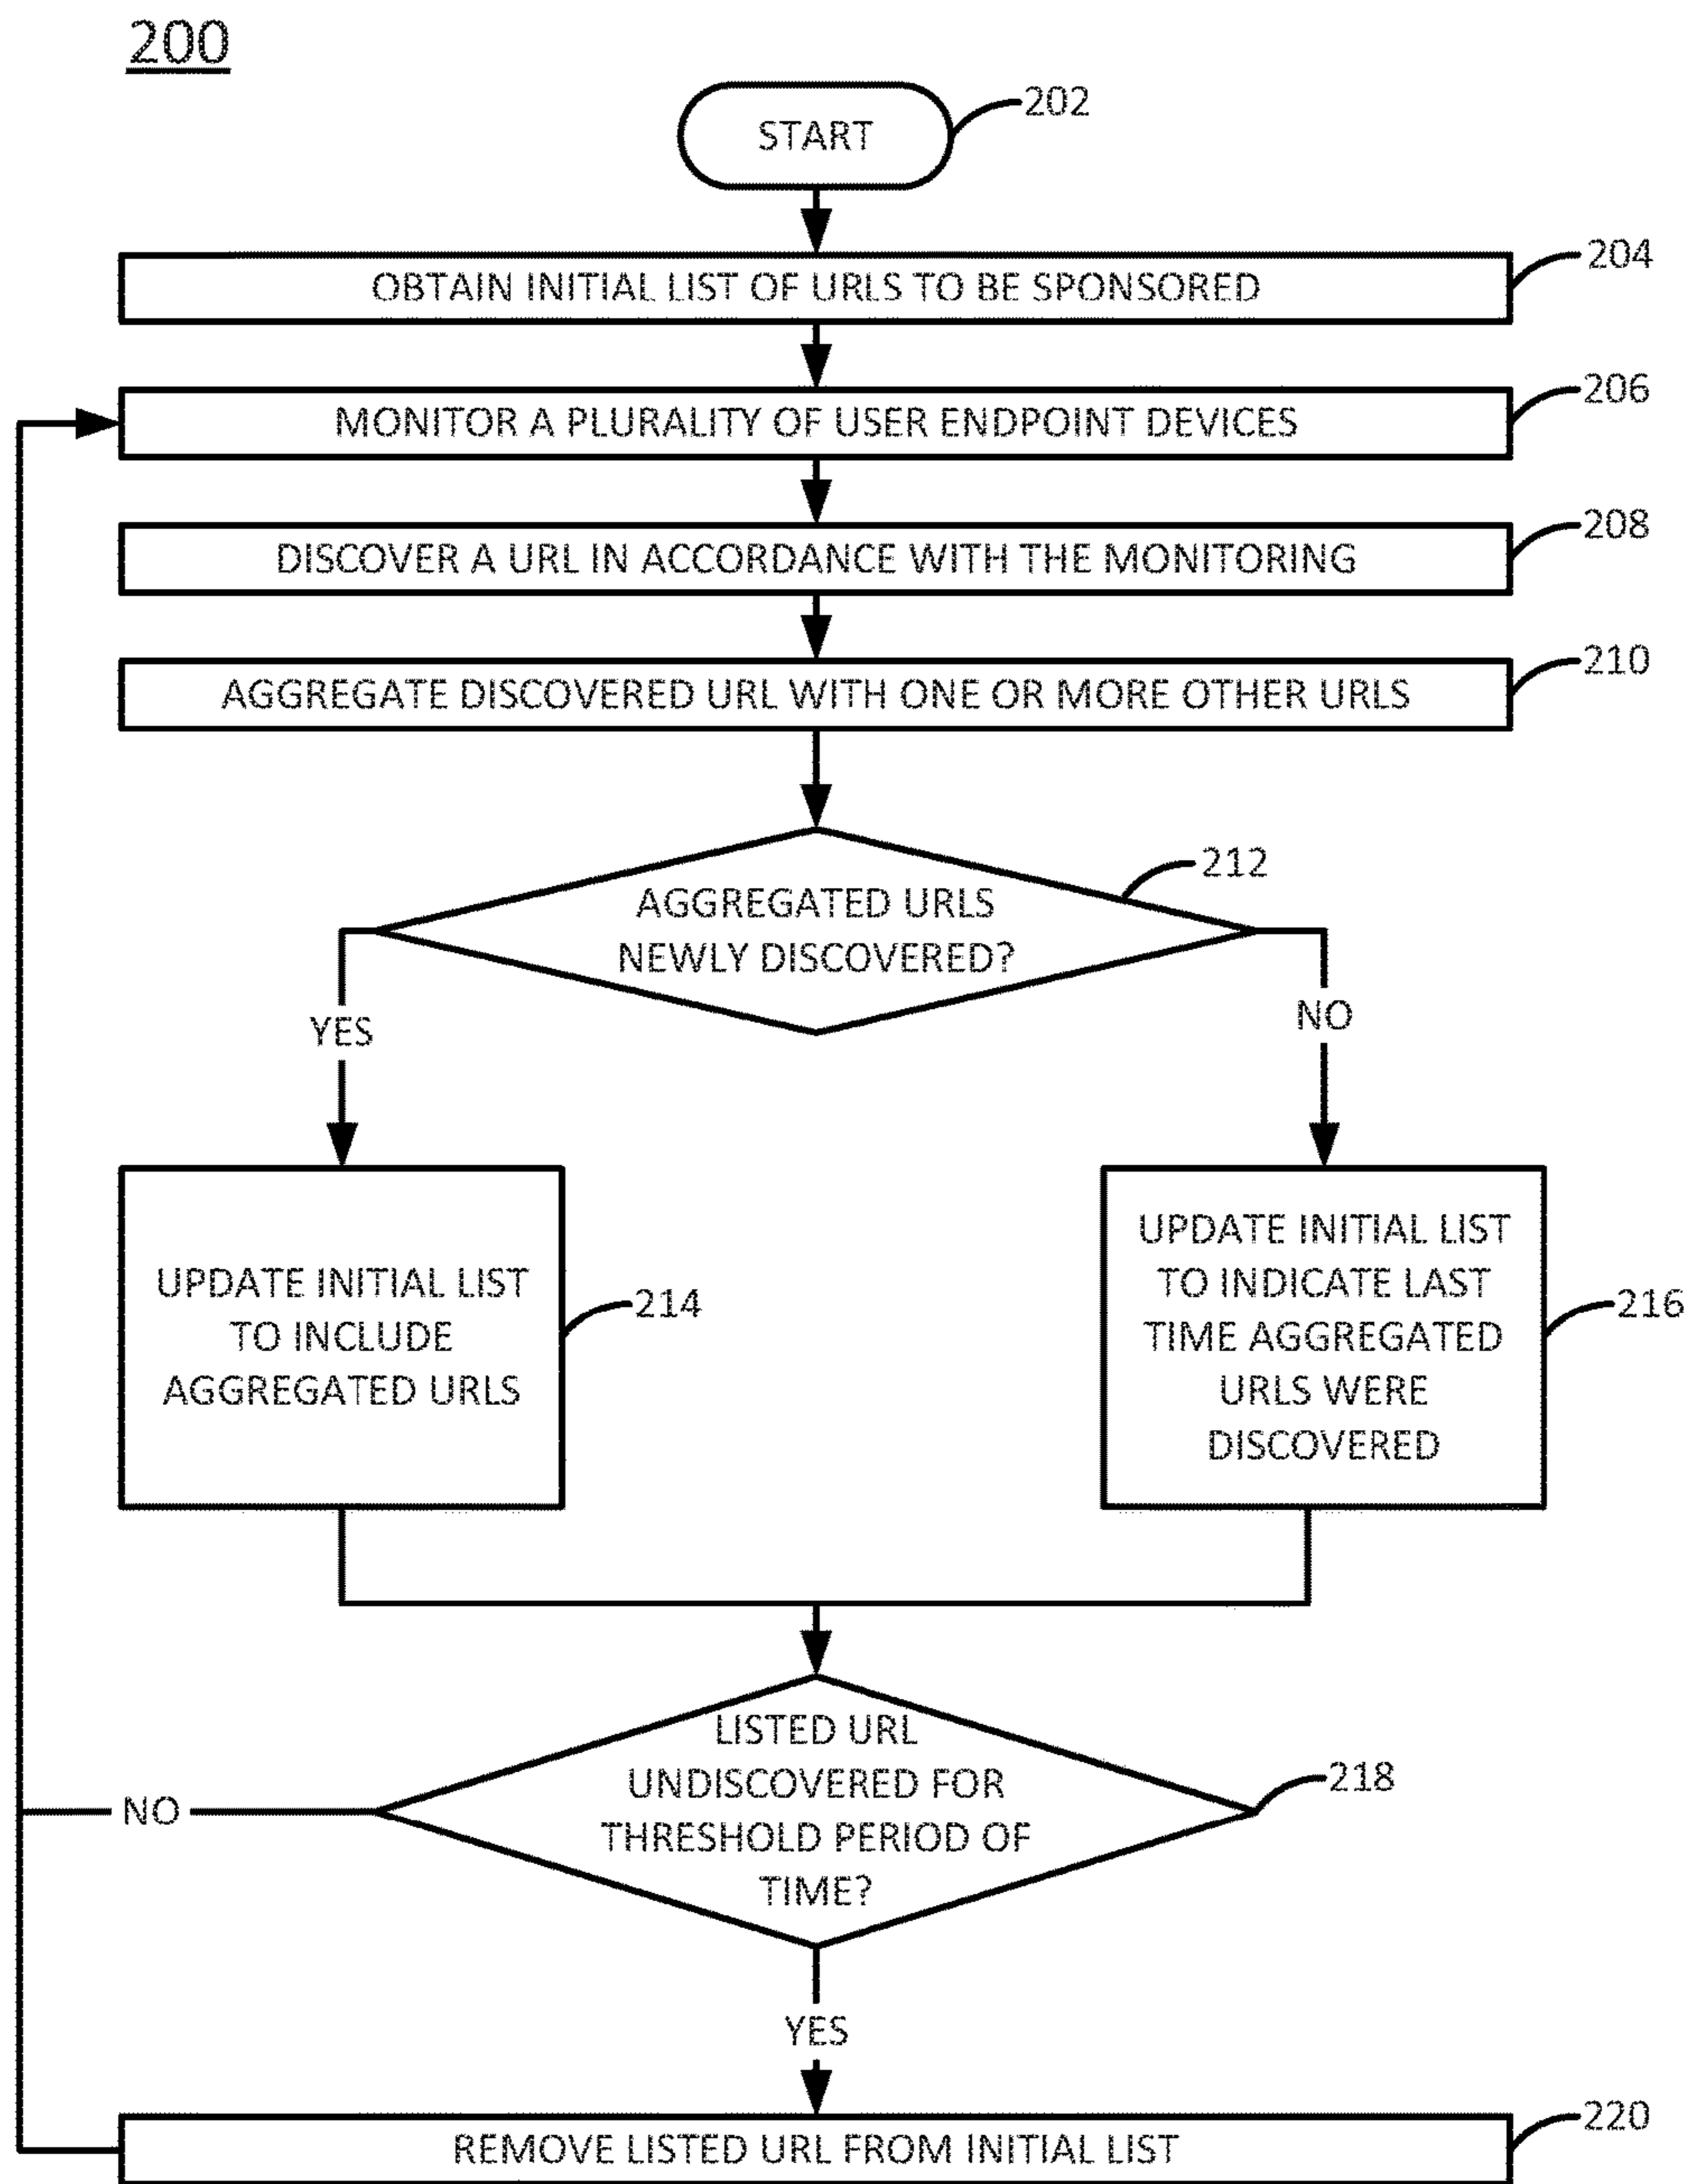 200
START
202
OBTAIN INITIAL LIST OF URLS TO BE SPONSORED
204
MONITOR A PLURALITY OF USER ENDPOINT DEVICES
206
DISCOVER A URL IN ACCORDANCE WITH THE MONITORING
208
AGGREGATE DISCOVERED URL WITH ONE OR MORE OTHER URLS
210
AGGREGATED URLS
NEWLY DISCOVERED?
212
YES
NO
UPDATE INITIAL LIST
TO INCLUDE
AGGREGATED URLS
214
UPDATE INITIAL LIST
TO INDICATE LAST
TIME AGGREGATED
URLS WERE
DISCOVERED
216
LISTED URL
UNDISCOVERED FOR
THRESHOLD PERIOD OF
TIME?
218
NO
YES
REMOVE LISTED URL FROM INITIAL LIST
220